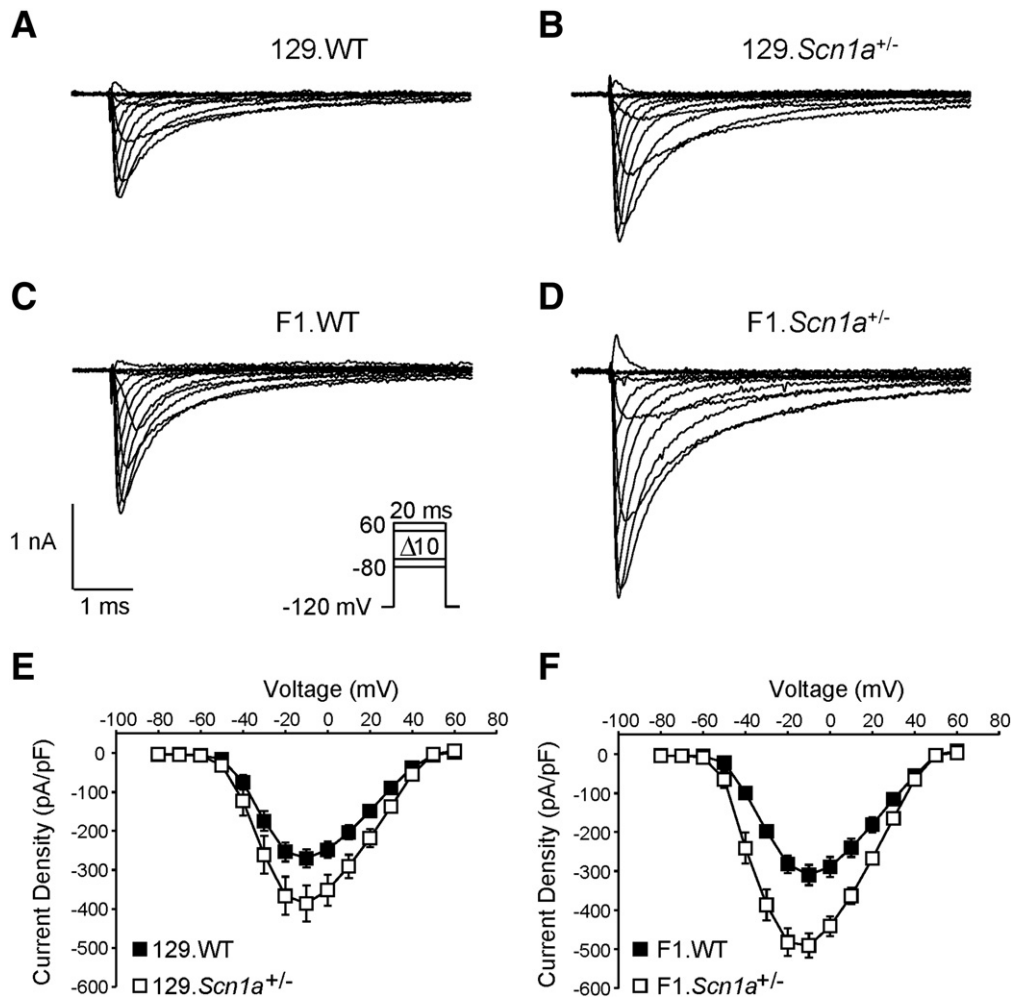 A
129.WT
B
129.Scn1a+/-
C
F1.WT
D
F1.Scn1a+/-
1 nA
1 ms
20 ms
60
Δ10
-80
-120 mV
E
Voltage (mV)
-100 -80 -60 -40 -20 0 20 40 60 80
Current Density (pA/pF)
0
-100
-200
-300
-400
-500
-600
129.WT
129.Scn1a+/-
F
Voltage (mV)
-100 -80 -60 -40 -20 0 20 40 60 80
Current Density (pA/pF)
0
-100
-200
-300
-400
-500
-600
F1.WT
F1.Scn1a+/-